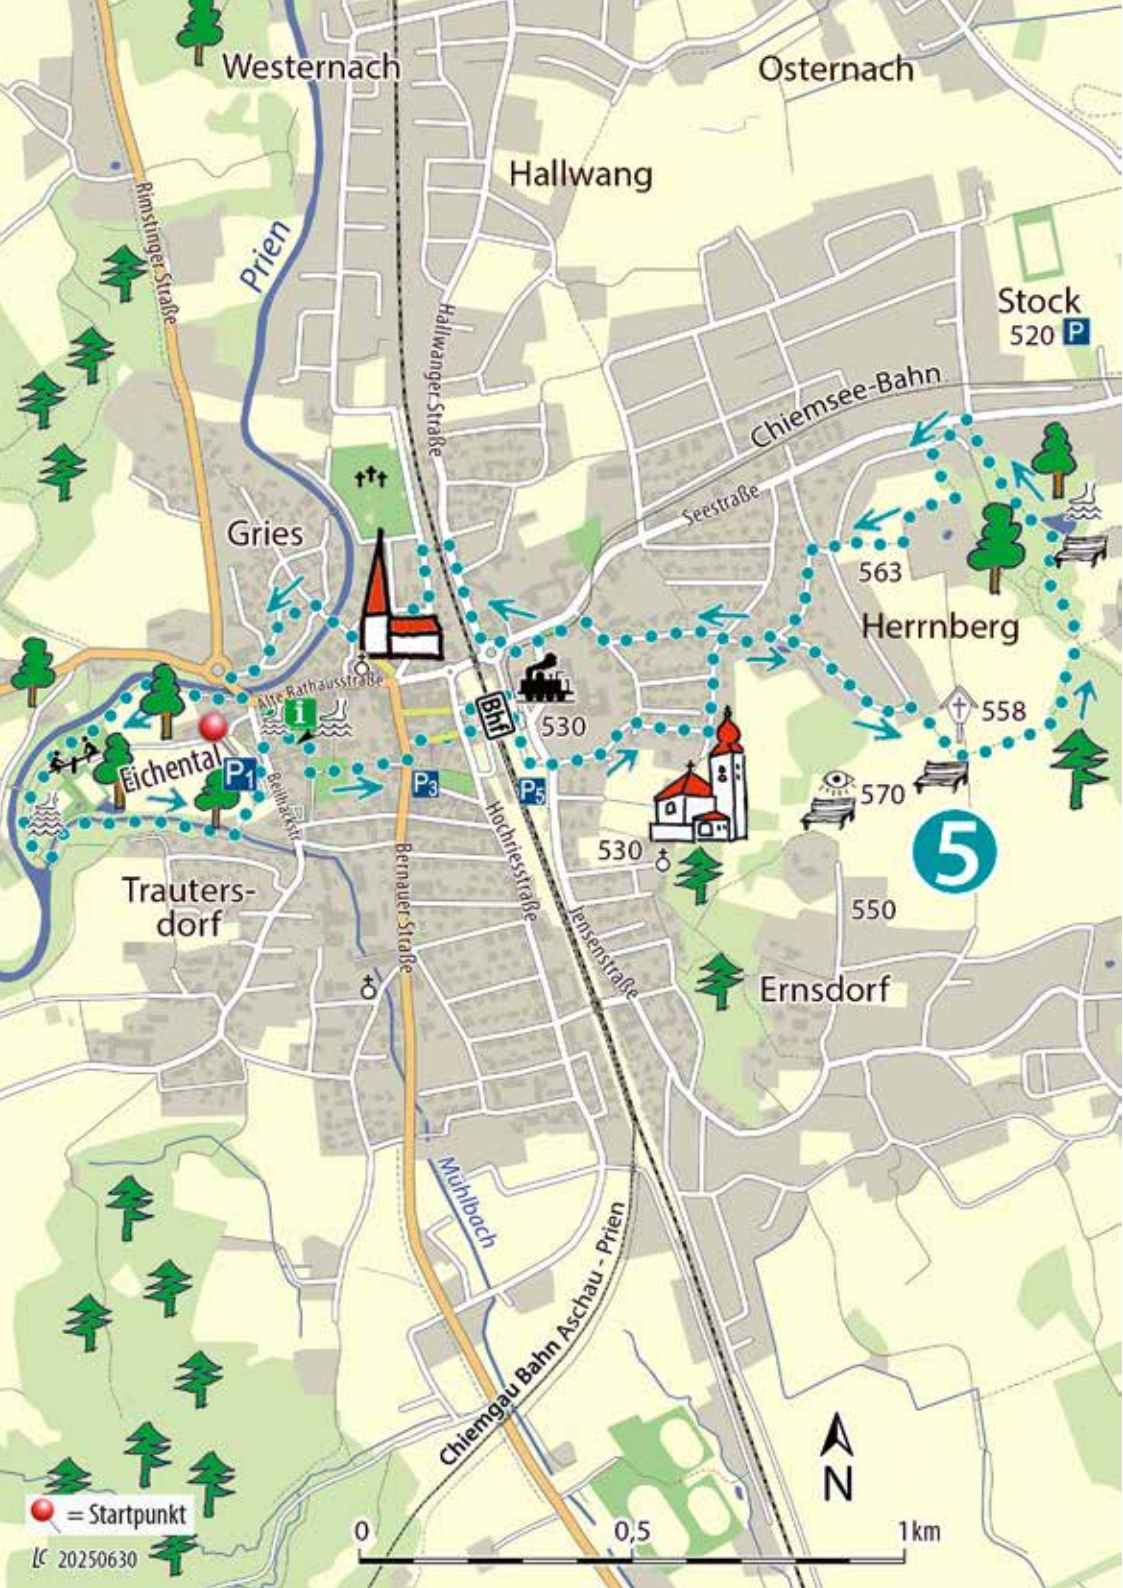 Westernach
Osternach
Hallwang
Rimstinger Straße
Prien
Stock
520 P
Hallwanger Straße
Chiemsee-Bahn
Seestraße
Gries
563
Herrnberg
Alte Rathausstraße
i
Bhf
530
558
Eichental
P1
P3
P5
570
Beilhackstr.
Hochriesstraße
530
5
Trauters-
dorf
Bernauer Straße
Jensenstraße
550
Ernsdorf
Mühlbach
Chiemgau Bahn Aschau - Prien
N
= Startpunkt
LC 20250630
0 0,5 1 km